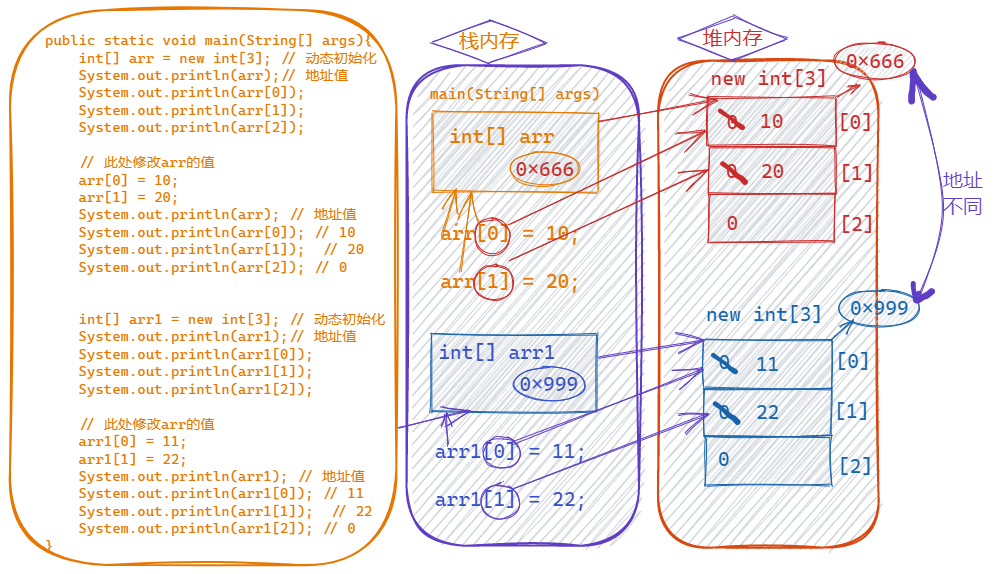 public static void main(String[] args){
int[] arr = new int[3]; // 动态初始化
System.out.println(arr);// 地址值
System.out.println(arr[0]);
System.out.println(arr[1]);
System.out.println(arr[2]);
// 此处修改arr的值
arr[0] = 10;
arr[1] = 20;
System.out.println(arr); // 地址值
System.out.println(arr[0]); // 10
System.out.println(arr[1]);  // 20
System.out.println(arr[2]); // 0
int[] arr1 = new int[3]; // 动态初始化
System.out.println(arr1);// 地址值
System.out.println(arr1[0]);
System.out.println(arr1[1]);
System.out.println(arr1[2]);
// 此处修改arr的值
arr1[0] = 11;
arr1[1] = 22;
System.out.println(arr1); // 地址值
System.out.println(arr1[0]); // 11
System.out.println(arr1[1]);  // 22
System.out.println(arr1[2]); // 0
}
栈内存
main(String[] args)
int[] arr
0×666
arr[0] = 10;
arr[1] = 20;
int[] arr1
0×999
arr1[0] = 11;
arr1[1] = 22;
堆内存
0×666
new int[3]
0 10 [0]
0 20 [1]
0 [2]
地址
不同
0×999
new int[3]
0 11 [0]
0 22 [1]
0 [2]